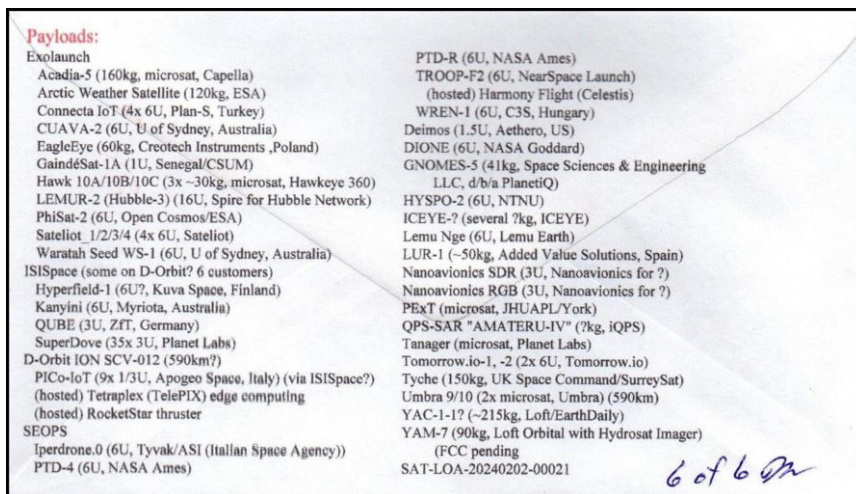 Payloads:
Exolaunch
Acadia-5 (160kg, microsat, Capella)
Arctic Weather Satellite (120kg, ESA)
Connecta IoT (4x 6U, Plan-S, Turkey)
CUAVA-2 (6U, U of Sydney, Australia)
EagleEye (60kg, Creotech Instruments ,Poland)
GaindéSat-1A (1U, Senegal/CSUM)
Hawk 10A/10B/10C (3x ~30kg, microsat, Hawkeye 360)
LEMUR-2 (Hubble-3) (16U, Spire for Hubble Network)
PhiSat-2 (6U, Open Cosmos/ESA)
Sateliot_1/2/3/4 (4x 6U, Sateliot)
Waratah Seed WS-1 (6U, U of Sydney, Australia)
ISISpace (some on D-Orbit? 6 customers)
Hyperfield-1 (6U?, Kuva Space, Finland)
Kanyini (6U, Myriota, Australia)
QUBE (3U, ZfT, Germany)
SuperDove (35x 3U, Planet Labs)
D-Orbit ION SCV-012 (590km?)
PICo-IoT (9x 1/3U, Apogeo Space, Italy) (via ISISpace?)
(hosted) Tetraplex (TelePIX) edge computing
(hosted) RocketStar thruster
SEOPS
Iperdrone.0 (6U, Tyvak/ASI (Italian Space Agency))
PTD-4 (6U, NASA Ames)
PTD-R (6U, NASA Ames)
TROOP-F2 (6U, NearSpace Launch)
(hosted) Harmony Flight (Celestis)
WREN-1 (6U, C3S, Hungary)
Deimos (1.5U, Aethero, US)
DIONE (6U, NASA Goddard)
GNOMES-5 (41kg, Space Sciences & Engineering
LLC, d/b/a PlanetiQ)
HYSPO-2 (6U, NTNU)
ICEYE-? (several ?kg, ICEYE)
Lemu Nge (6U, Lemu Earth)
LUR-1 (~50kg, Added Value Solutions, Spain)
Nanoavionics SDR (3U, Nanoavionics for ?)
Nanoavionics RGB (3U, Nanoavionics for ?)
PExT (microsat, JHUAPL/York)
QPS-SAR "AMATERU-IV" (?kg, iQPS)
Tanager (microsat, Planet Labs)
Tomorrow.io-1, -2 (2x 6U, Tomorrow.io)
Tyche (150kg, UK Space Command/SurreySat)
Umbra 9/10 (2x microsat, Umbra) (590km)
YAC-1-1? (~215kg, Loft/EarthDaily)
YAM-7 (90kg, Loft Orbital with Hydrosat Imager)
(FCC pending
SAT-LOA-20240202-00021
6 of 6